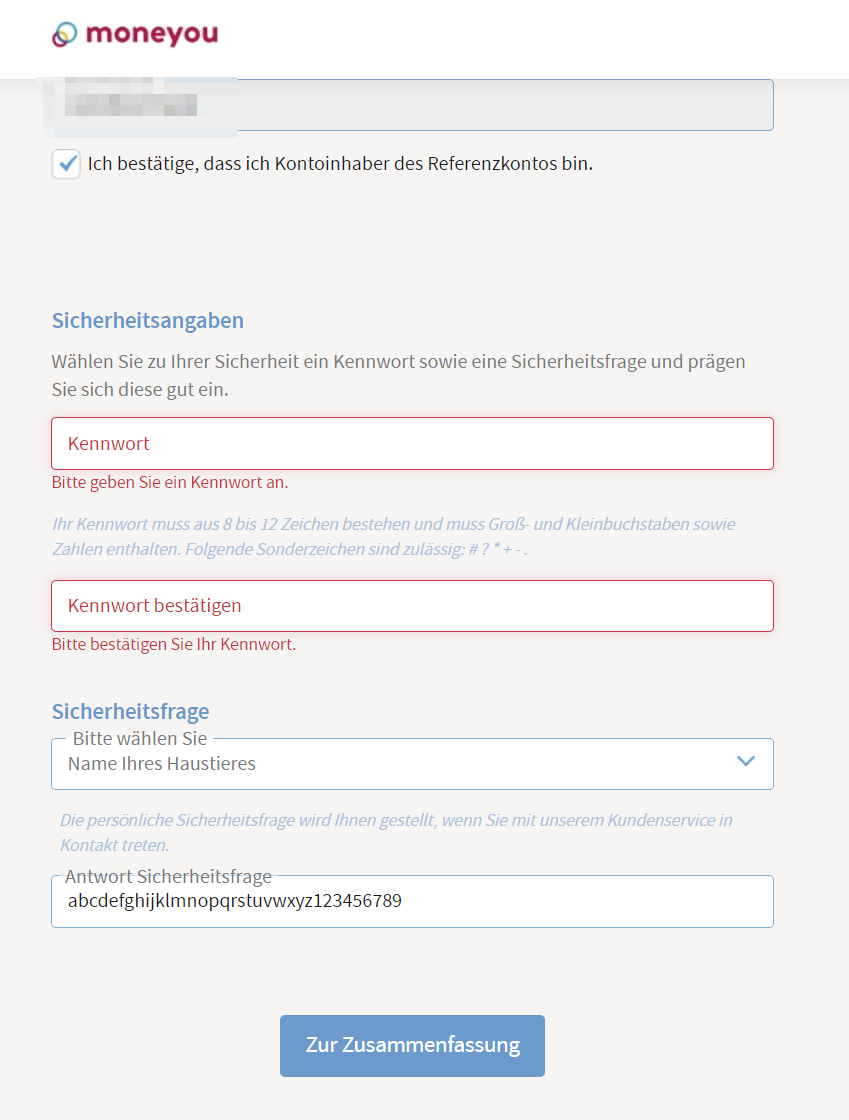 moneyou
Ich bestätige, dass ich Kontoinhaber des Referenzkontos bin.
Sicherheitsangaben
Wählen Sie zu Ihrer Sicherheit ein Kennwort sowie eine Sicherheitsfrage und prägen
Sie sich diese gut ein.
Kennwort
Bitte geben Sie ein Kennwort an.
Ihr Kennwort muss aus 8 bis 12 Zeichen bestehen und muss Groß- und Kleinbuchstaben sowie
Zahlen enthalten. Folgende Sonderzeichen sind zulässig: # ? * + - .
Kennwort bestätigen
Bitte bestätigen Sie Ihr Kennwort.
Sicherheitsfrage
Bitte wählen Sie
Name Ihres Haustieres
Die persönliche Sicherheitsfrage wird Ihnen gestellt, wenn Sie mit unserem Kundenservice in
Kontakt treten.
Antwort Sicherheitsfrage
abcdefghijklmnopqrstuvwxyz123456789
Zur Zusammenfassung